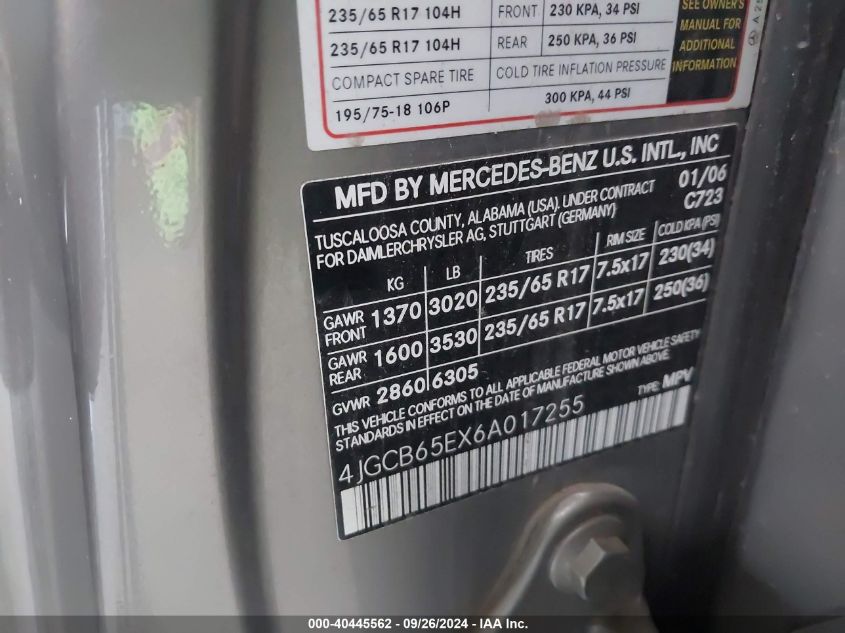 235/65 R17 104H FRONT 230 KPA, 34 PSI
235/65 R17 104H REAR 250 KPA, 36 PSI
COMPACT SPARE TIRE COLD TIRE INFLATION PRESSURE
195/75-18 106P 300 KPA, 44 PSI
SEE OWNER'S
MANUAL FOR
ADDITIONAL
INFORMATION
MFD BY MERCEDES-BENZ U.S. INTL., INC
TUSCALOOSA COUNTY, ALABAMA (USA). UNDER CONTRACT 01/06
FOR DAIMLERCHRYSLER AG, STUTTGART (GERMANY) C723
KG LB TIRES RIM SIZE COLD KPA (PSI)
GAWR FRONT 1370 3020 235/65 R17 7.5x17 230(34)
GAWR REAR 1600 3530 235/65 R17 7.5x17 250(36)
GVWR 2860 6305
THIS VEHICLE CONFORMS TO ALL APPLICABLE FEDERAL MOTOR VEHICLE SAFETY
STANDARDS IN EFFECT ON THE DATE OF MANUFACTURE SHOWN ABOVE.
4JGCB65EX6A017255 TYPE: MPV
000-40445562 - 09/26/2024 - IAA Inc.